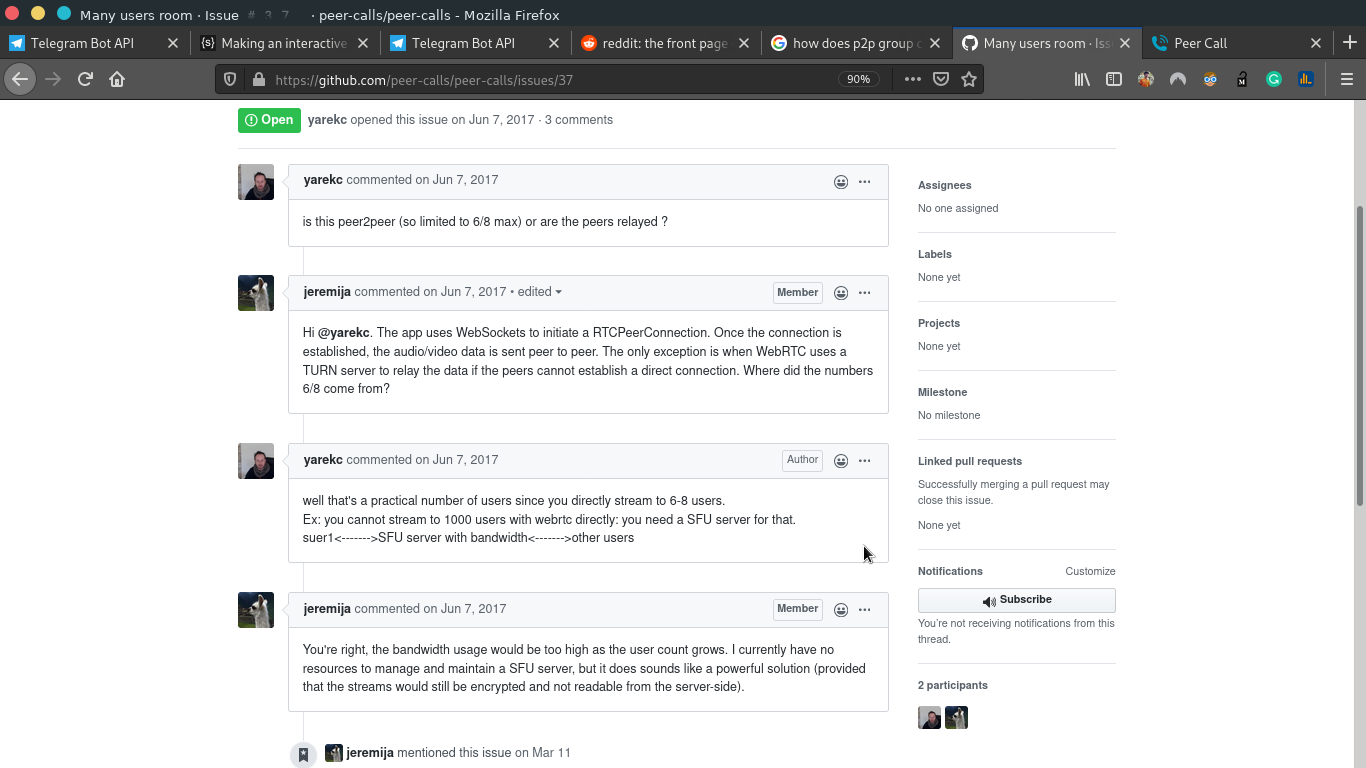 Many users room · Issue # 3 7 · peer-calls/peer-calls - Mozilla Firefox
Telegram Bot API
Making an interactive
Telegram Bot API
reddit: the front page
how does p2p group c
Many users room · Iss
Peer Call
https://github.com/peer-calls/peer-calls/issues/37
90%
Open
yarekc opened this issue on Jun 7, 2017 · 3 comments
yarekc commented on Jun 7, 2017
is this peer2peer (so limited to 6/8 max) or are the peers relayed ?
jeremija commented on Jun 7, 2017 • edited
Member
Hi @yarekc. The app uses WebSockets to initiate a RTCPeerConnection. Once the connection is
established, the audio/video data is sent peer to peer. The only exception is when WebRTC uses a
TURN server to relay the data if the peers cannot establish a direct connection. Where did the numbers
6/8 come from?
yarekc commented on Jun 7, 2017
Author
well that's a practical number of users since you directly stream to 6-8 users.
Ex: you cannot stream to 1000 users with webrtc directly: you need a SFU server for that.
suer1<------->SFU server with bandwidth<------->other users
jeremija commented on Jun 7, 2017
Member
You're right, the bandwidth usage would be too high as the user count grows. I currently have no
resources to manage and maintain a SFU server, but it does sounds like a powerful solution (provided
that the streams would still be encrypted and not readable from the server-side).
jeremija mentioned this issue on Mar 11
Assignees
No one assigned
Labels
None yet
Projects
None yet
Milestone
No milestone
Linked pull requests
Successfully merging a pull request may
close this issue.
None yet
Notifications
Customize
Subscribe
You're not receiving notifications from this
thread.
2 participants